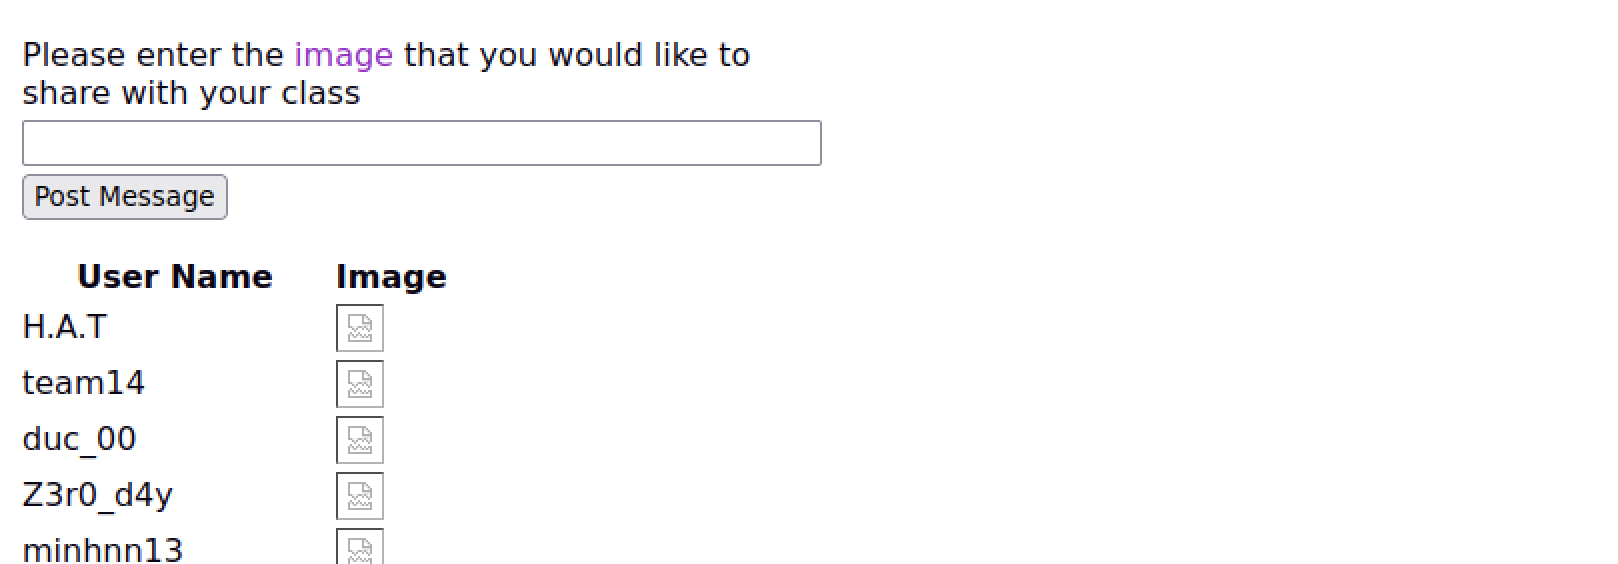 Please enter the image that you would like to
share with your class
Post Message
User Name Image
H.A.T
team14
duc_00
Z3r0_d4y
minhnn13